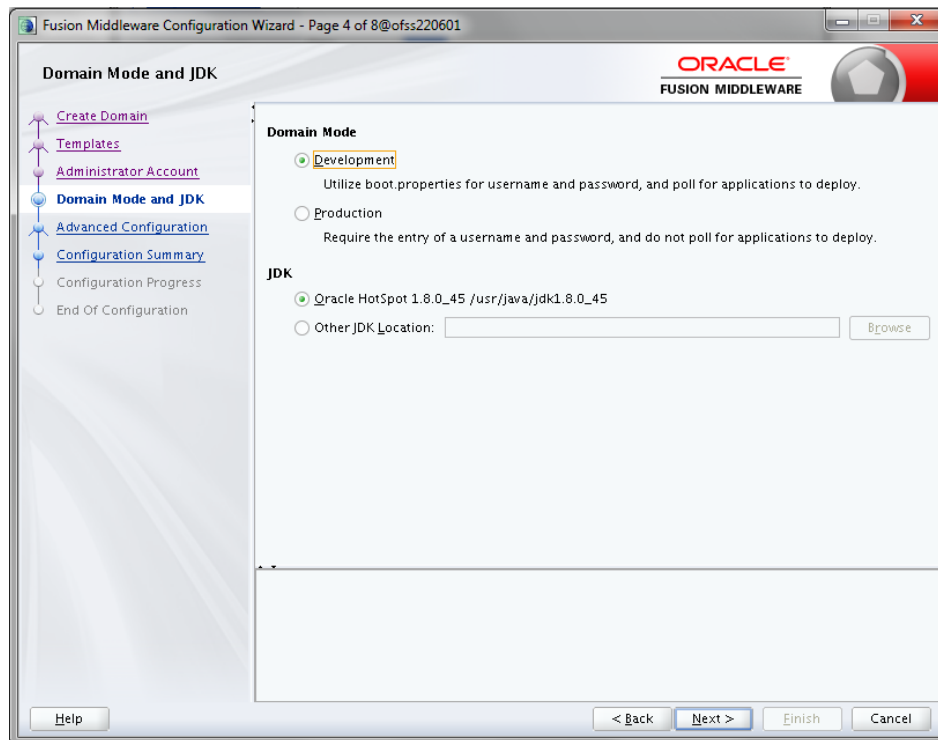 Fusion Middleware Configuration Wizard - Page 4 of 8@ofss220601
Domain Mode and JDK
ORACLE
FUSION MIDDLEWARE
Create Domain
Templates
Administrator Account
Domain Mode and JDK
Advanced Configuration
Configuration Summary
Configuration Progress
End Of Configuration
Domain Mode
Development
Utilize boot.properties for username and password, and poll for applications to deploy.
Production
Require the entry of a username and password, and do not poll for applications to deploy.
JDK
Oracle HotSpot 1.8.0_45 /usr/java/jdk1.8.0_45
Other JDK Location:
Browse
Help
< Back
Next >
Finish
Cancel